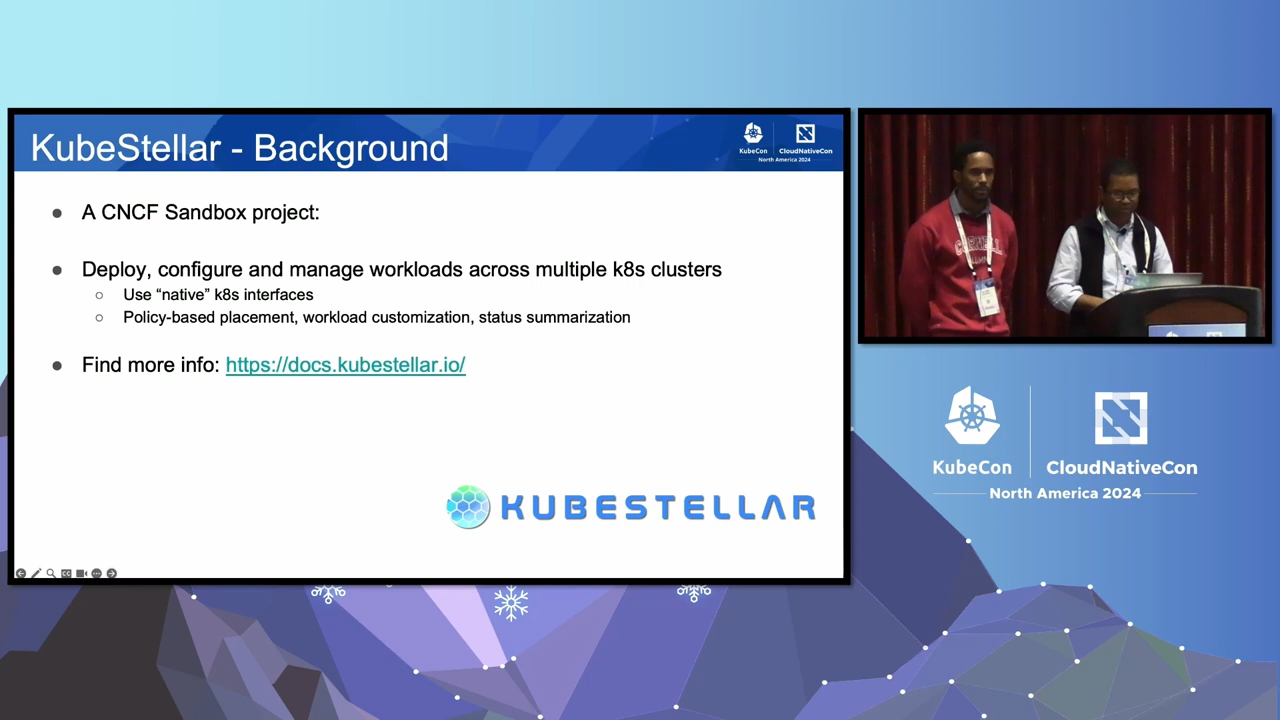 KubeStellar - Background
KubeCon
CloudNativeCon
North America 2024
● A CNCF Sandbox project:
● Deploy, configure and manage workloads across multiple k8s clusters
○ Use “native” k8s interfaces
○ Policy-based placement, workload customization, status summarization
● Find more info: https://docs.kubestellar.io/
KUBESTELLAR
CORNELL
KubeCon
CloudNativeCon
North America 2024